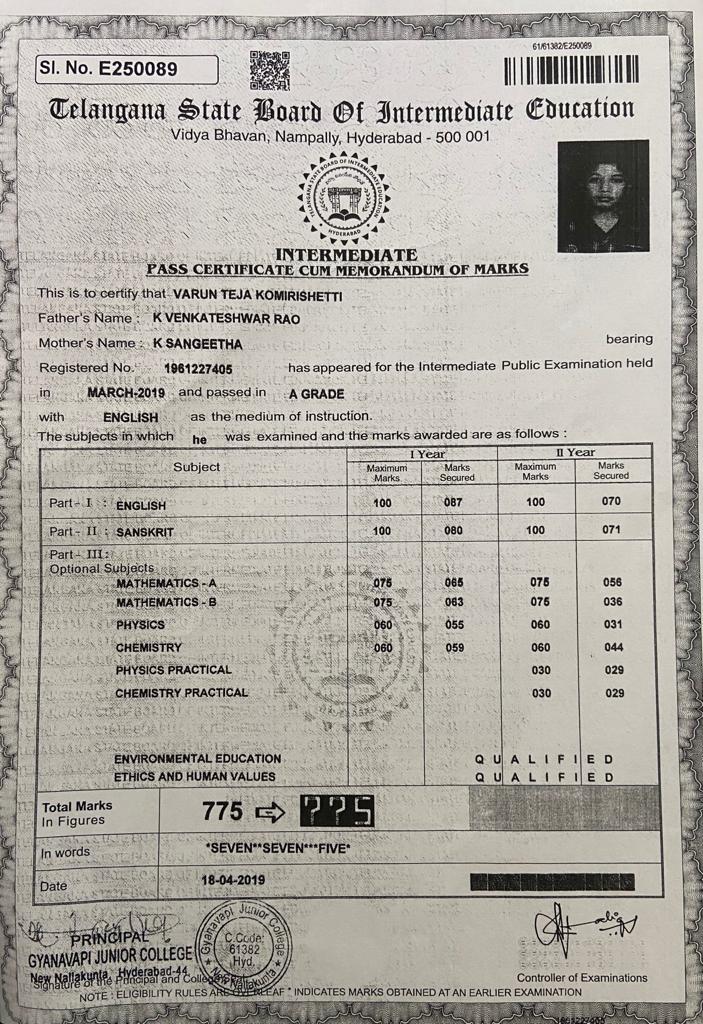 61/61382/E250089
Sl. No. E250089
Telangana State Board Of Intermediate Education
Vidya Bhavan, Nampally, Hyderabad - 500 001
TELANGANA STATE BOARD OF INTERMEDIATE EDUCATION
HYDERABAD
INTERMEDIATE
PASS CERTIFICATE CUM MEMORANDUM OF MARKS
This is to certify that VARUN TEJA KOMIRISHETTI
Father's Name : K VENKATESHWAR RAO
Mother's Name : K SANGEETHA bearing
Registered No. 1961227405 has appeared for the Intermediate Public Examination held
in MARCH-2019 and passed in A GRADE
with ENGLISH as the medium of instruction.
The subjects in which he was examined and the marks awarded are as follows :
Subject I Year II Year
Maximum Marks Marks Secured Maximum Marks Marks Secured
Part - I : ENGLISH 100 087 100 070
Part - II : SANSKRIT 100 080 100 071
Part - III :
Optional Subjects
MATHEMATICS - A 075 065 075 056
MATHEMATICS - B 075 063 075 036
PHYSICS 060 055 060 031
CHEMISTRY 060 059 060 044
PHYSICS PRACTICAL 030 029
CHEMISTRY PRACTICAL 030 029
ENVIRONMENTAL EDUCATION QUALIFIED
ETHICS AND HUMAN VALUES QUALIFIED
Total Marks
In Figures 775 775
In words *SEVEN**SEVEN***FIVE*
Date 18-04-2019
PRINCIPAL
GYANAVAPI JUNIOR COLLEGE
New Nallakunta, Hyderabad-44.
Gyanavapi Junior College
C.Code:
61382
Hyd.
New Nallakunta
Signature of the Principal and College
Controller of Examinations
NOTE : ELIGIBILITY RULES ARE OVERLEAF * INDICATES MARKS OBTAINED AT AN EARLIER EXAMINATION